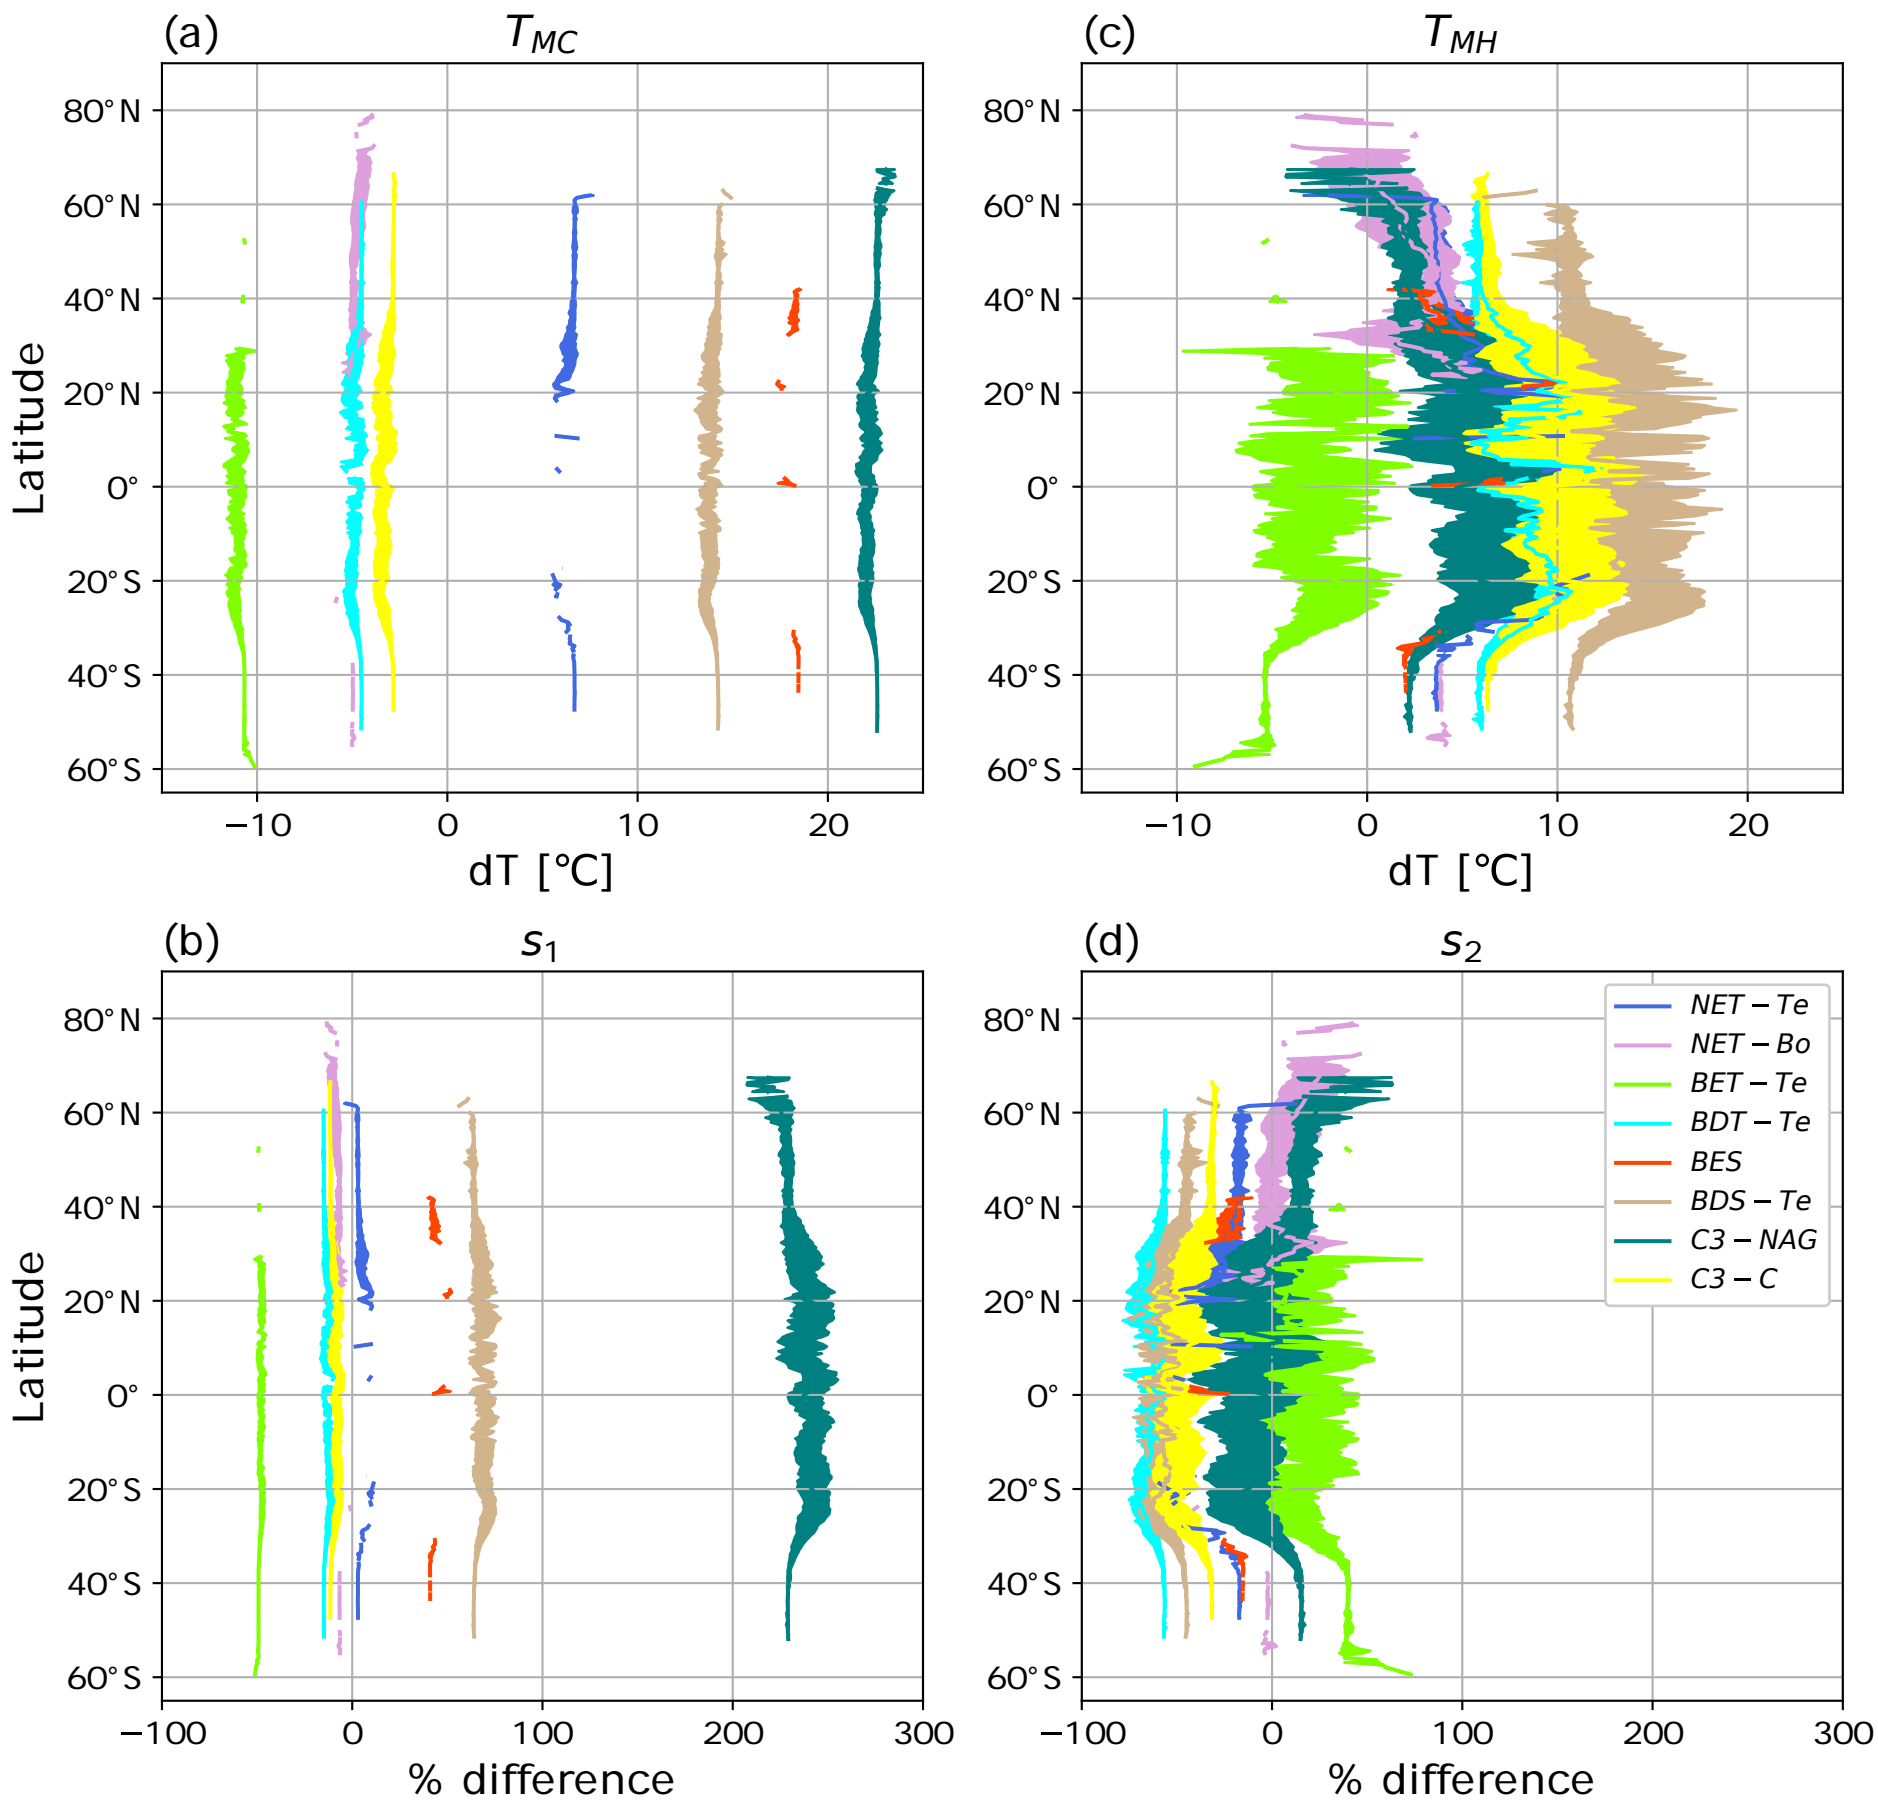 (a) T_MC
80°N
60°N
40°N
20°N
0°
20°S
40°S
60°S
Latitude
−10 0 10 20
dT [°C]
(c) T_MH
80°N
60°N
40°N
20°N
0°
20°S
40°S
60°S
−10 0 10 20
dT [°C]
(b) s_1
80°N
60°N
40°N
20°N
0°
20°S
40°S
60°S
Latitude
−100 0 100 200 300
% difference
(d) s_2
80°N
60°N
40°N
20°N
0°
20°S
40°S
60°S
−100 0 100 200 300
% difference
NET − Te
NET − Bo
BET − Te
BDT − Te
BES
BDS − Te
C3 − NAG
C3 − C